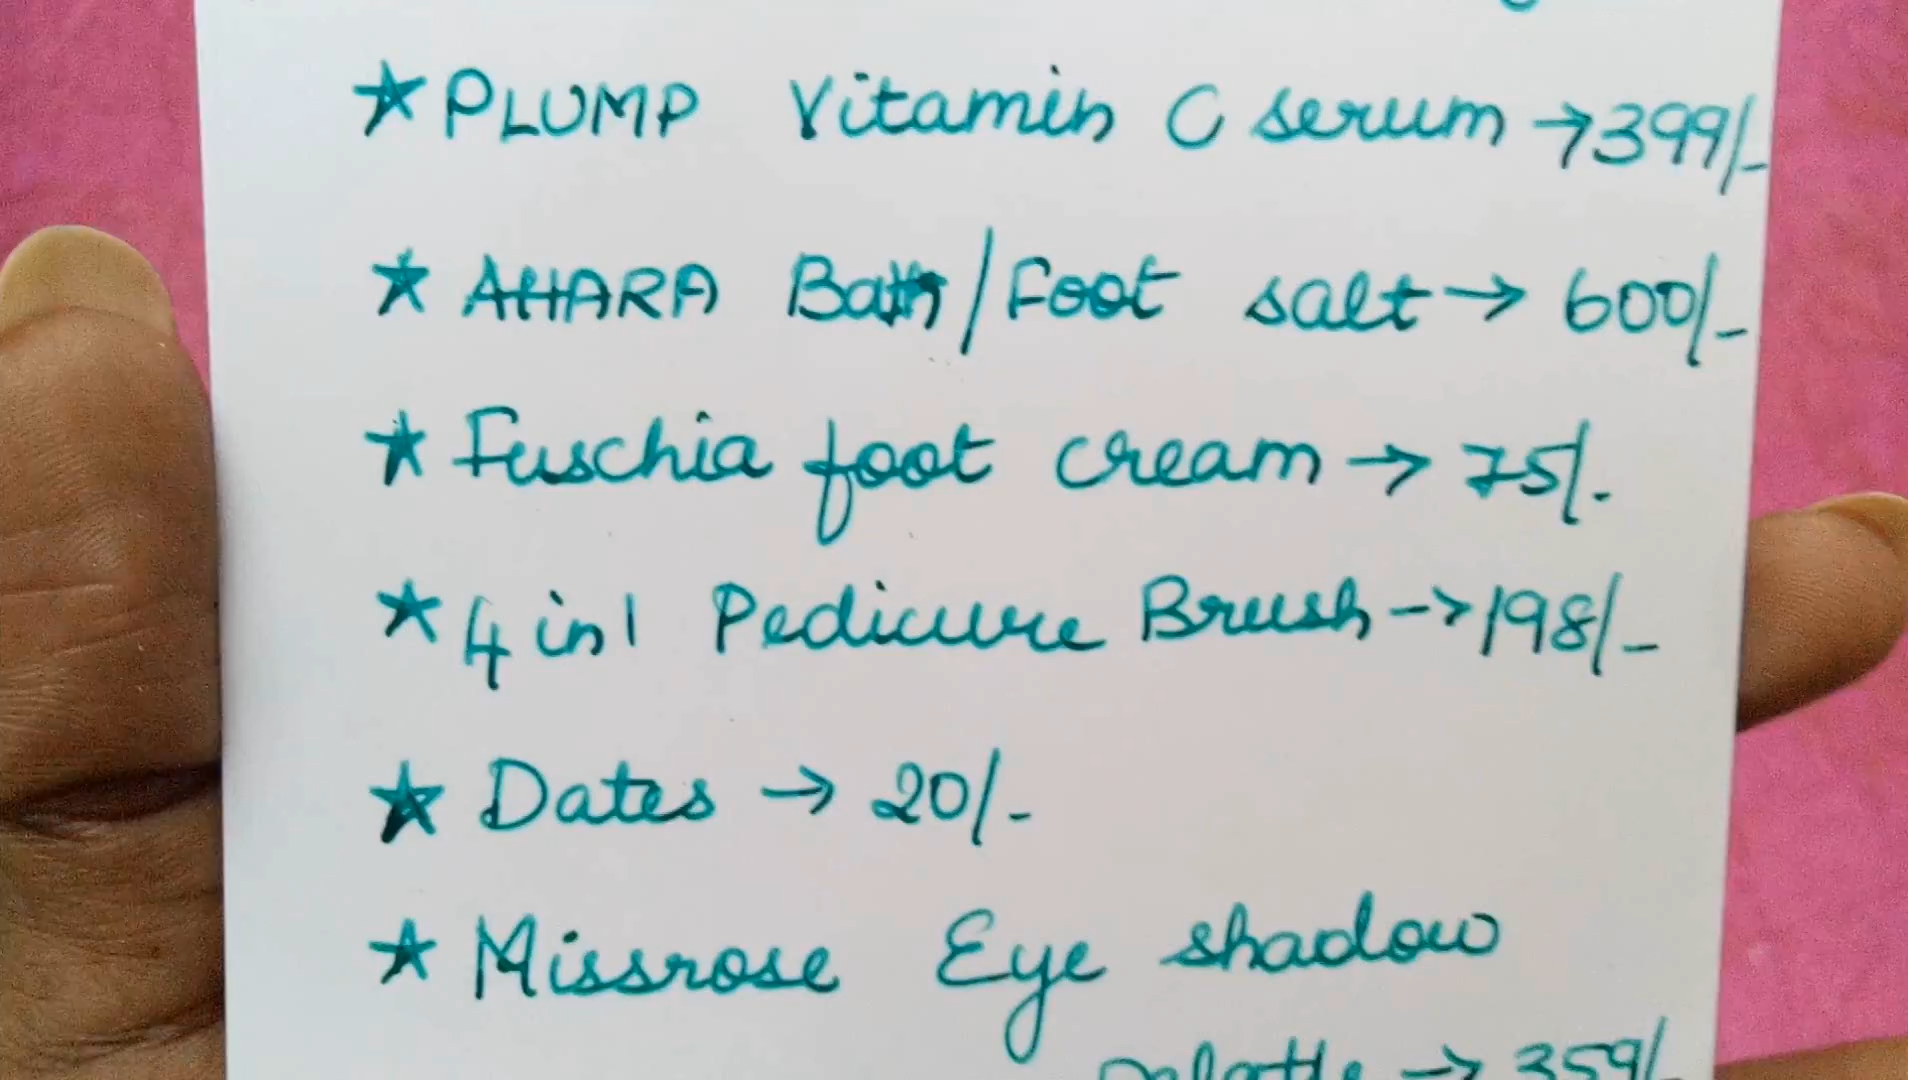 ★ PLUMP Vitamin C serum → 399/-
★ AHARA Bath/Foot salt → 600/-
★ Fuschia foot cream → 75/-
★ 4 in 1 Pedicure Brush → 198/-
★ Dates → 20/-
★ Missrose Eye shadow
→ 359/-